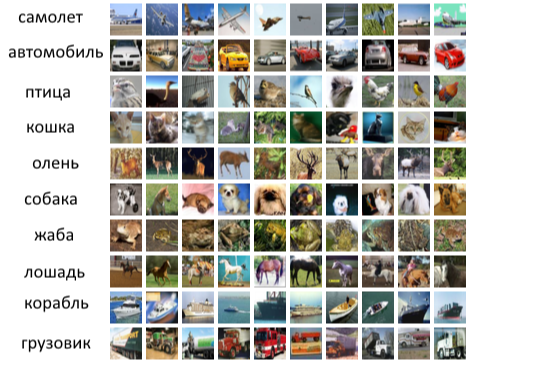 самолет
автомобиль
птица
кошка
олень
собака
жаба
лошадь
корабль
грузовик